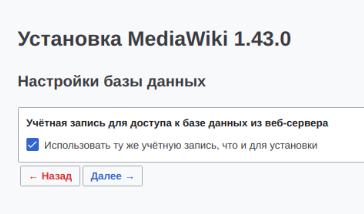 Установка MediaWiki 1.43.0
Настройки базы данных
Учётная запись для доступа к базе данных из веб-сервера
Использовать ту же учётную запись, что и для установки
← Назад Далее →